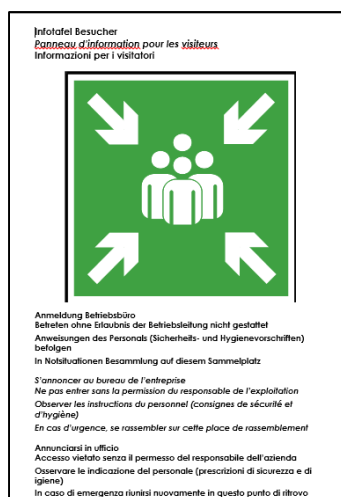 Infotafel Besucher
Panneau d'information pour les visiteurs
Informazioni per i visitatori
Anmeldung Betriebsbüro
Betreten ohne Erlaubnis der Betriebsleitung nicht gestattet
Anweisungen des Personals (Sicherheits- und Hygienevorschriften)
befolgen
In Notsituationen Besammlung auf diesem Sammelplatz
S'annoncer au bureau de l'entreprise
Ne pas entrer sans la permission du responsable de l'exploitation
Observer les instructions du personnel (consignes de sécurité et
d'hygiène)
En cas d'urgence, se rassembler sur cette place de rassemblement
Annunciarsi in ufficio
Accesso vietato senza il permesso del responsabile dell'azienda
Osservare le indicazione del personale (prescrizioni di sicurezza e di
igiene)
In caso di emergenza riunirsi nuovamente in questo punto di ritrovo